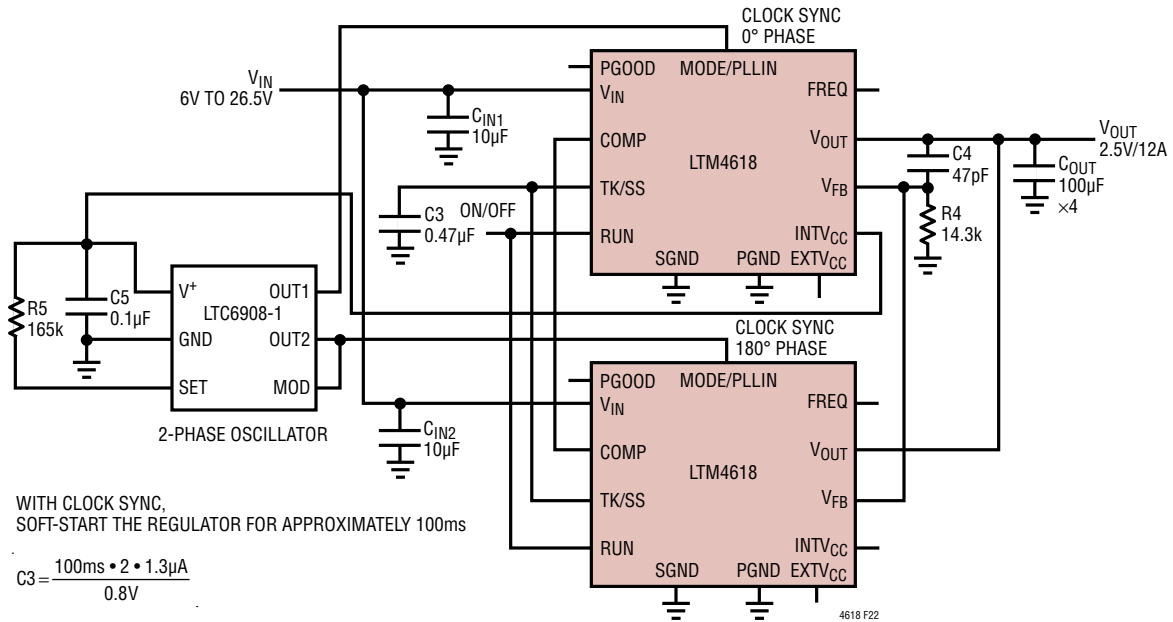 CLOCK SYNC
0° PHASE
V_IN
6V TO 26.5V
C_IN1
10µF
PGOOD
MODE/PLLIN
V_IN
FREQ
COMP
V_OUT
LTM4618
TK/SS
V_FB
RUN
INTV_CC
SGND
PGND
EXTV_CC
C4
47pF
C_OUT
100µF
×4
V_OUT
2.5V/12A
R4
14.3k
C3
0.47µF
ON/OFF
R5
165k
C5
0.1µF
V⁺
OUT1
LTC6908-1
GND
OUT2
SET
MOD
2-PHASE OSCILLATOR
C_IN2
10µF
CLOCK SYNC
180° PHASE
PGOOD
MODE/PLLIN
V_IN
FREQ
COMP
V_OUT
LTM4618
TK/SS
V_FB
RUN
INTV_CC
SGND
PGND
EXTV_CC
WITH CLOCK SYNC,
SOFT-START THE REGULATOR FOR APPROXIMATELY 100ms
C3 = 100ms • 2 • 1.3µA
0.8V
4618 F22